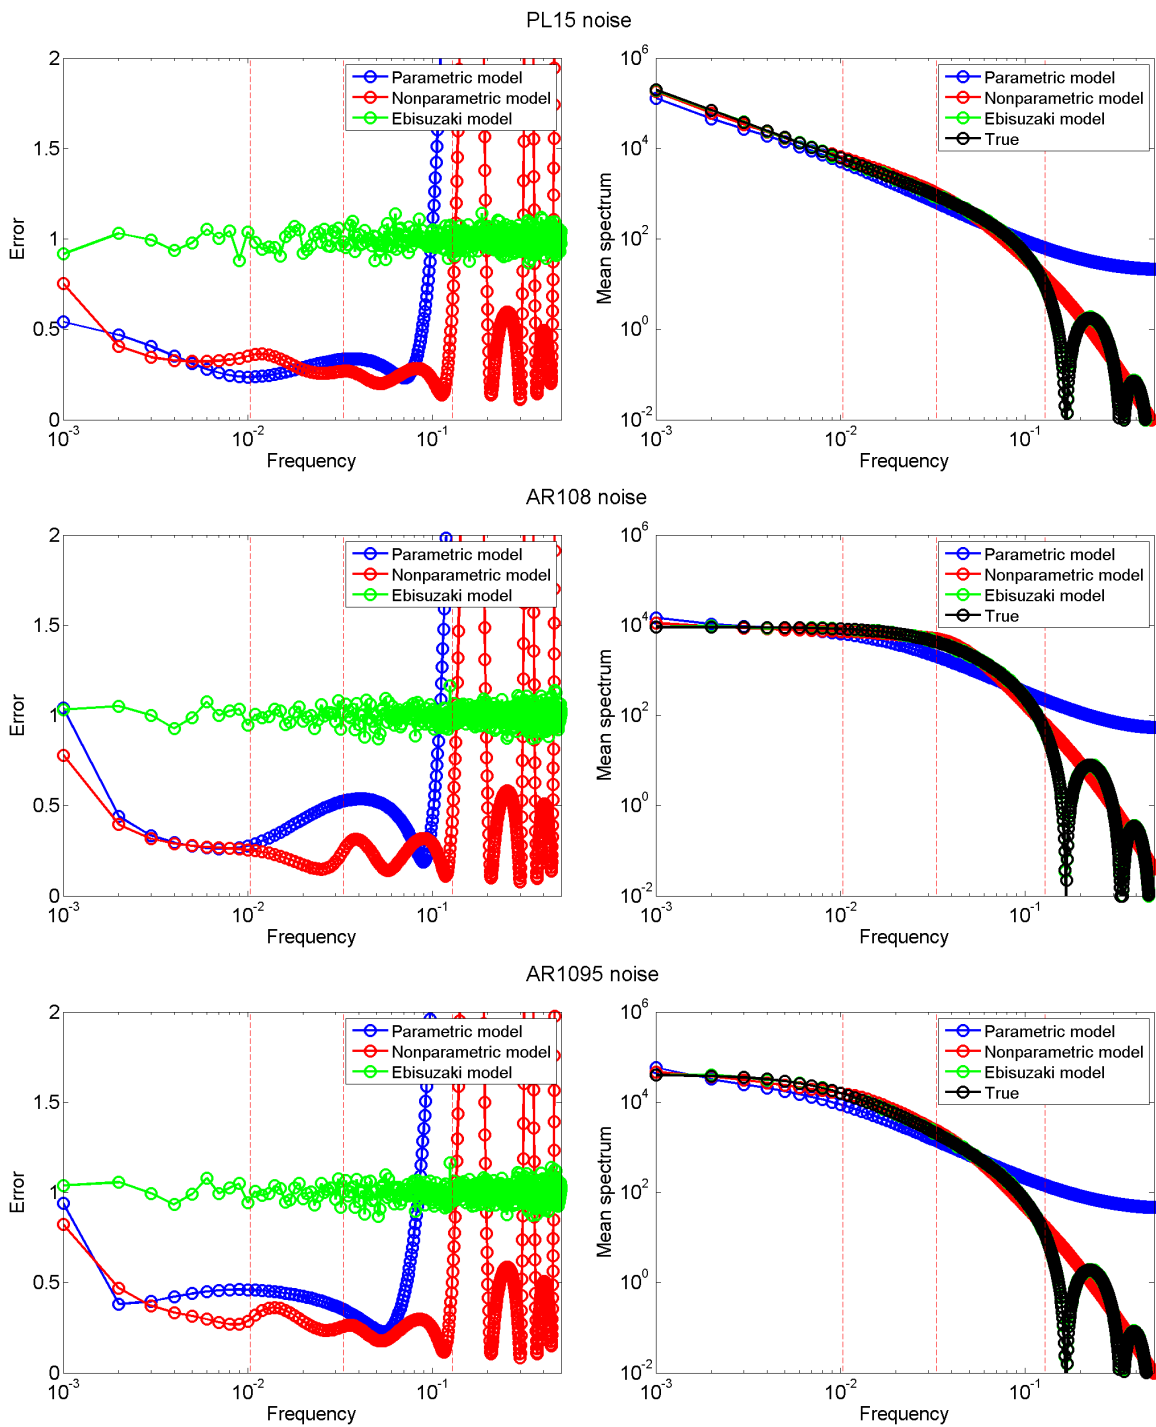 PL15 noise
2
1.5
1
0.5
0
Error
10^-3
10^-2
10^-1
Frequency
Parametric model
Nonparametric model
Ebisuzaki model
10^6
10^4
10^2
10^0
10^-2
Mean spectrum
10^-3
10^-2
10^-1
Frequency
Parametric model
Nonparametric model
Ebisuzaki model
True
AR108 noise
2
1.5
1
0.5
0
Error
10^-3
10^-2
10^-1
Frequency
Parametric model
Nonparametric model
Ebisuzaki model
10^6
10^4
10^2
10^0
10^-2
Mean spectrum
10^-3
10^-2
10^-1
Frequency
Parametric model
Nonparametric model
Ebisuzaki model
True
AR1095 noise
2
1.5
1
0.5
0
Error
10^-3
10^-2
10^-1
Frequency
Parametric model
Nonparametric model
Ebisuzaki model
10^6
10^4
10^2
10^0
10^-2
Mean spectrum
10^-3
10^-2
10^-1
Frequency
Parametric model
Nonparametric model
Ebisuzaki model
True